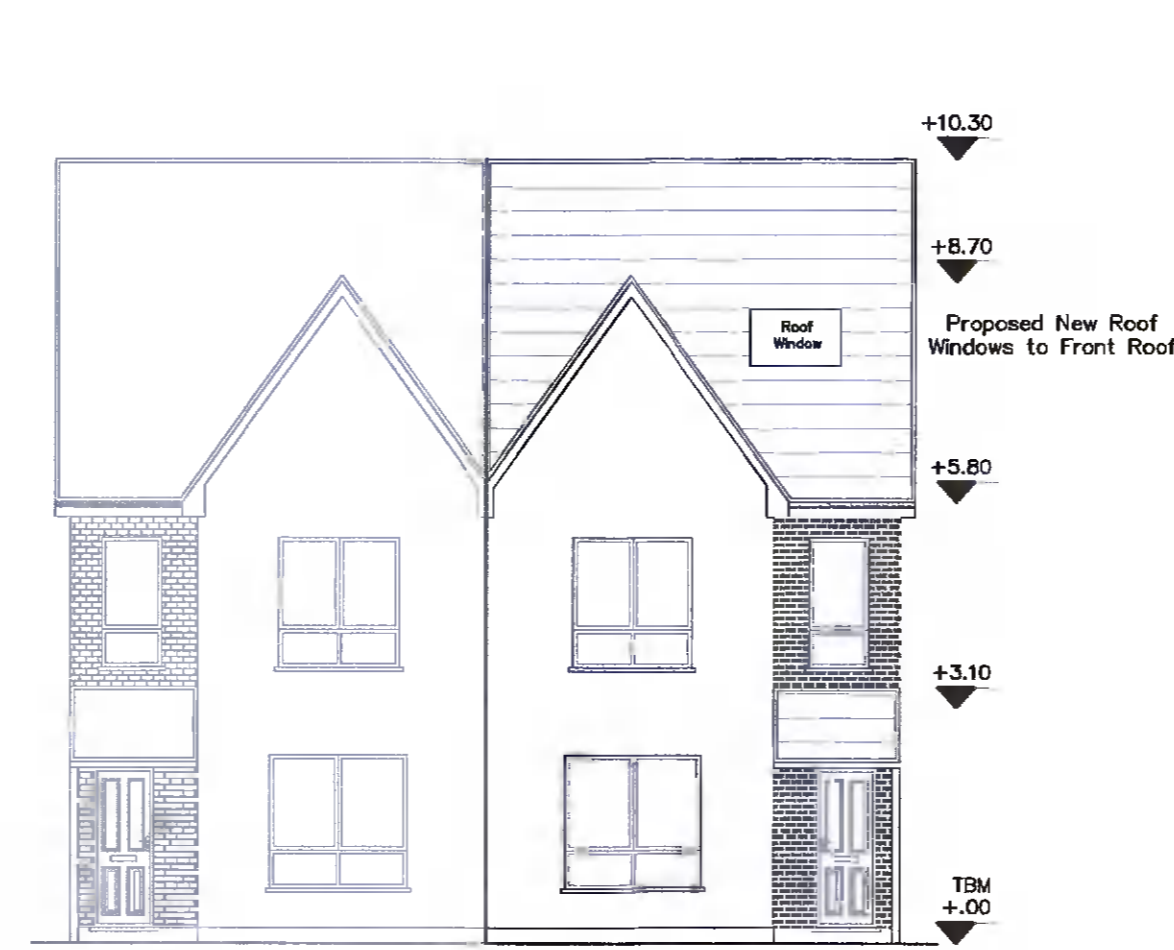 +10.30
+8.70
Roof
Window
Proposed New Roof
Windows to Front Roof
+5.80
+3.10
TBM
+.00